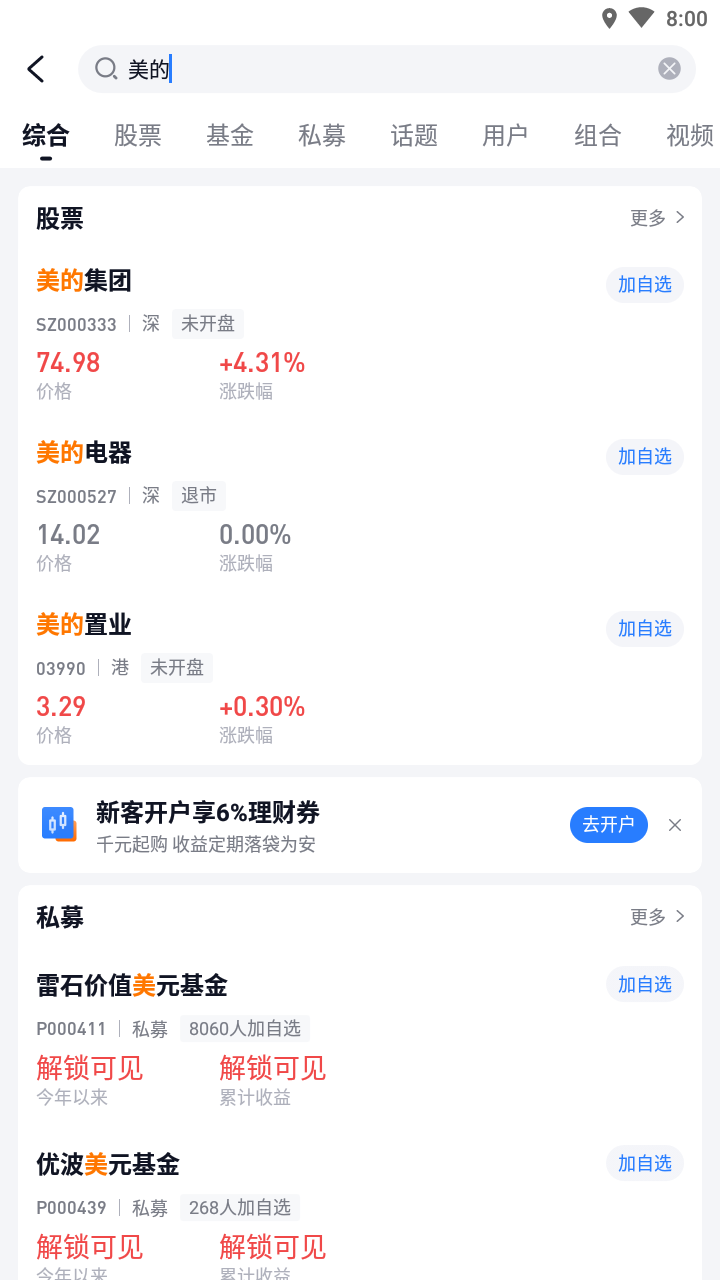 8:00
美的
综合 股票 基金 私募 话题 用户 组合 视频
股票 更多
美的集团 加自选
SZ000333 深 未开盘
74.98 +4.31%
价格 涨跌幅
美的电器 加自选
SZ000527 深 退市
14.02 0.00%
价格 涨跌幅
美的置业 加自选
03990 港 未开盘
3.29 +0.30%
价格 涨跌幅
新客开户享6%理财券
千元起购 收益定期落袋为安 去开户
私募 更多
雷石价值美元基金 加自选
P000411 私募 8060人加自选
解锁可见 解锁可见
今年以来 累计收益
优波美元基金 加自选
P000439 私募 268人加自选
解锁可见 解锁可见
今年以来 累计收益